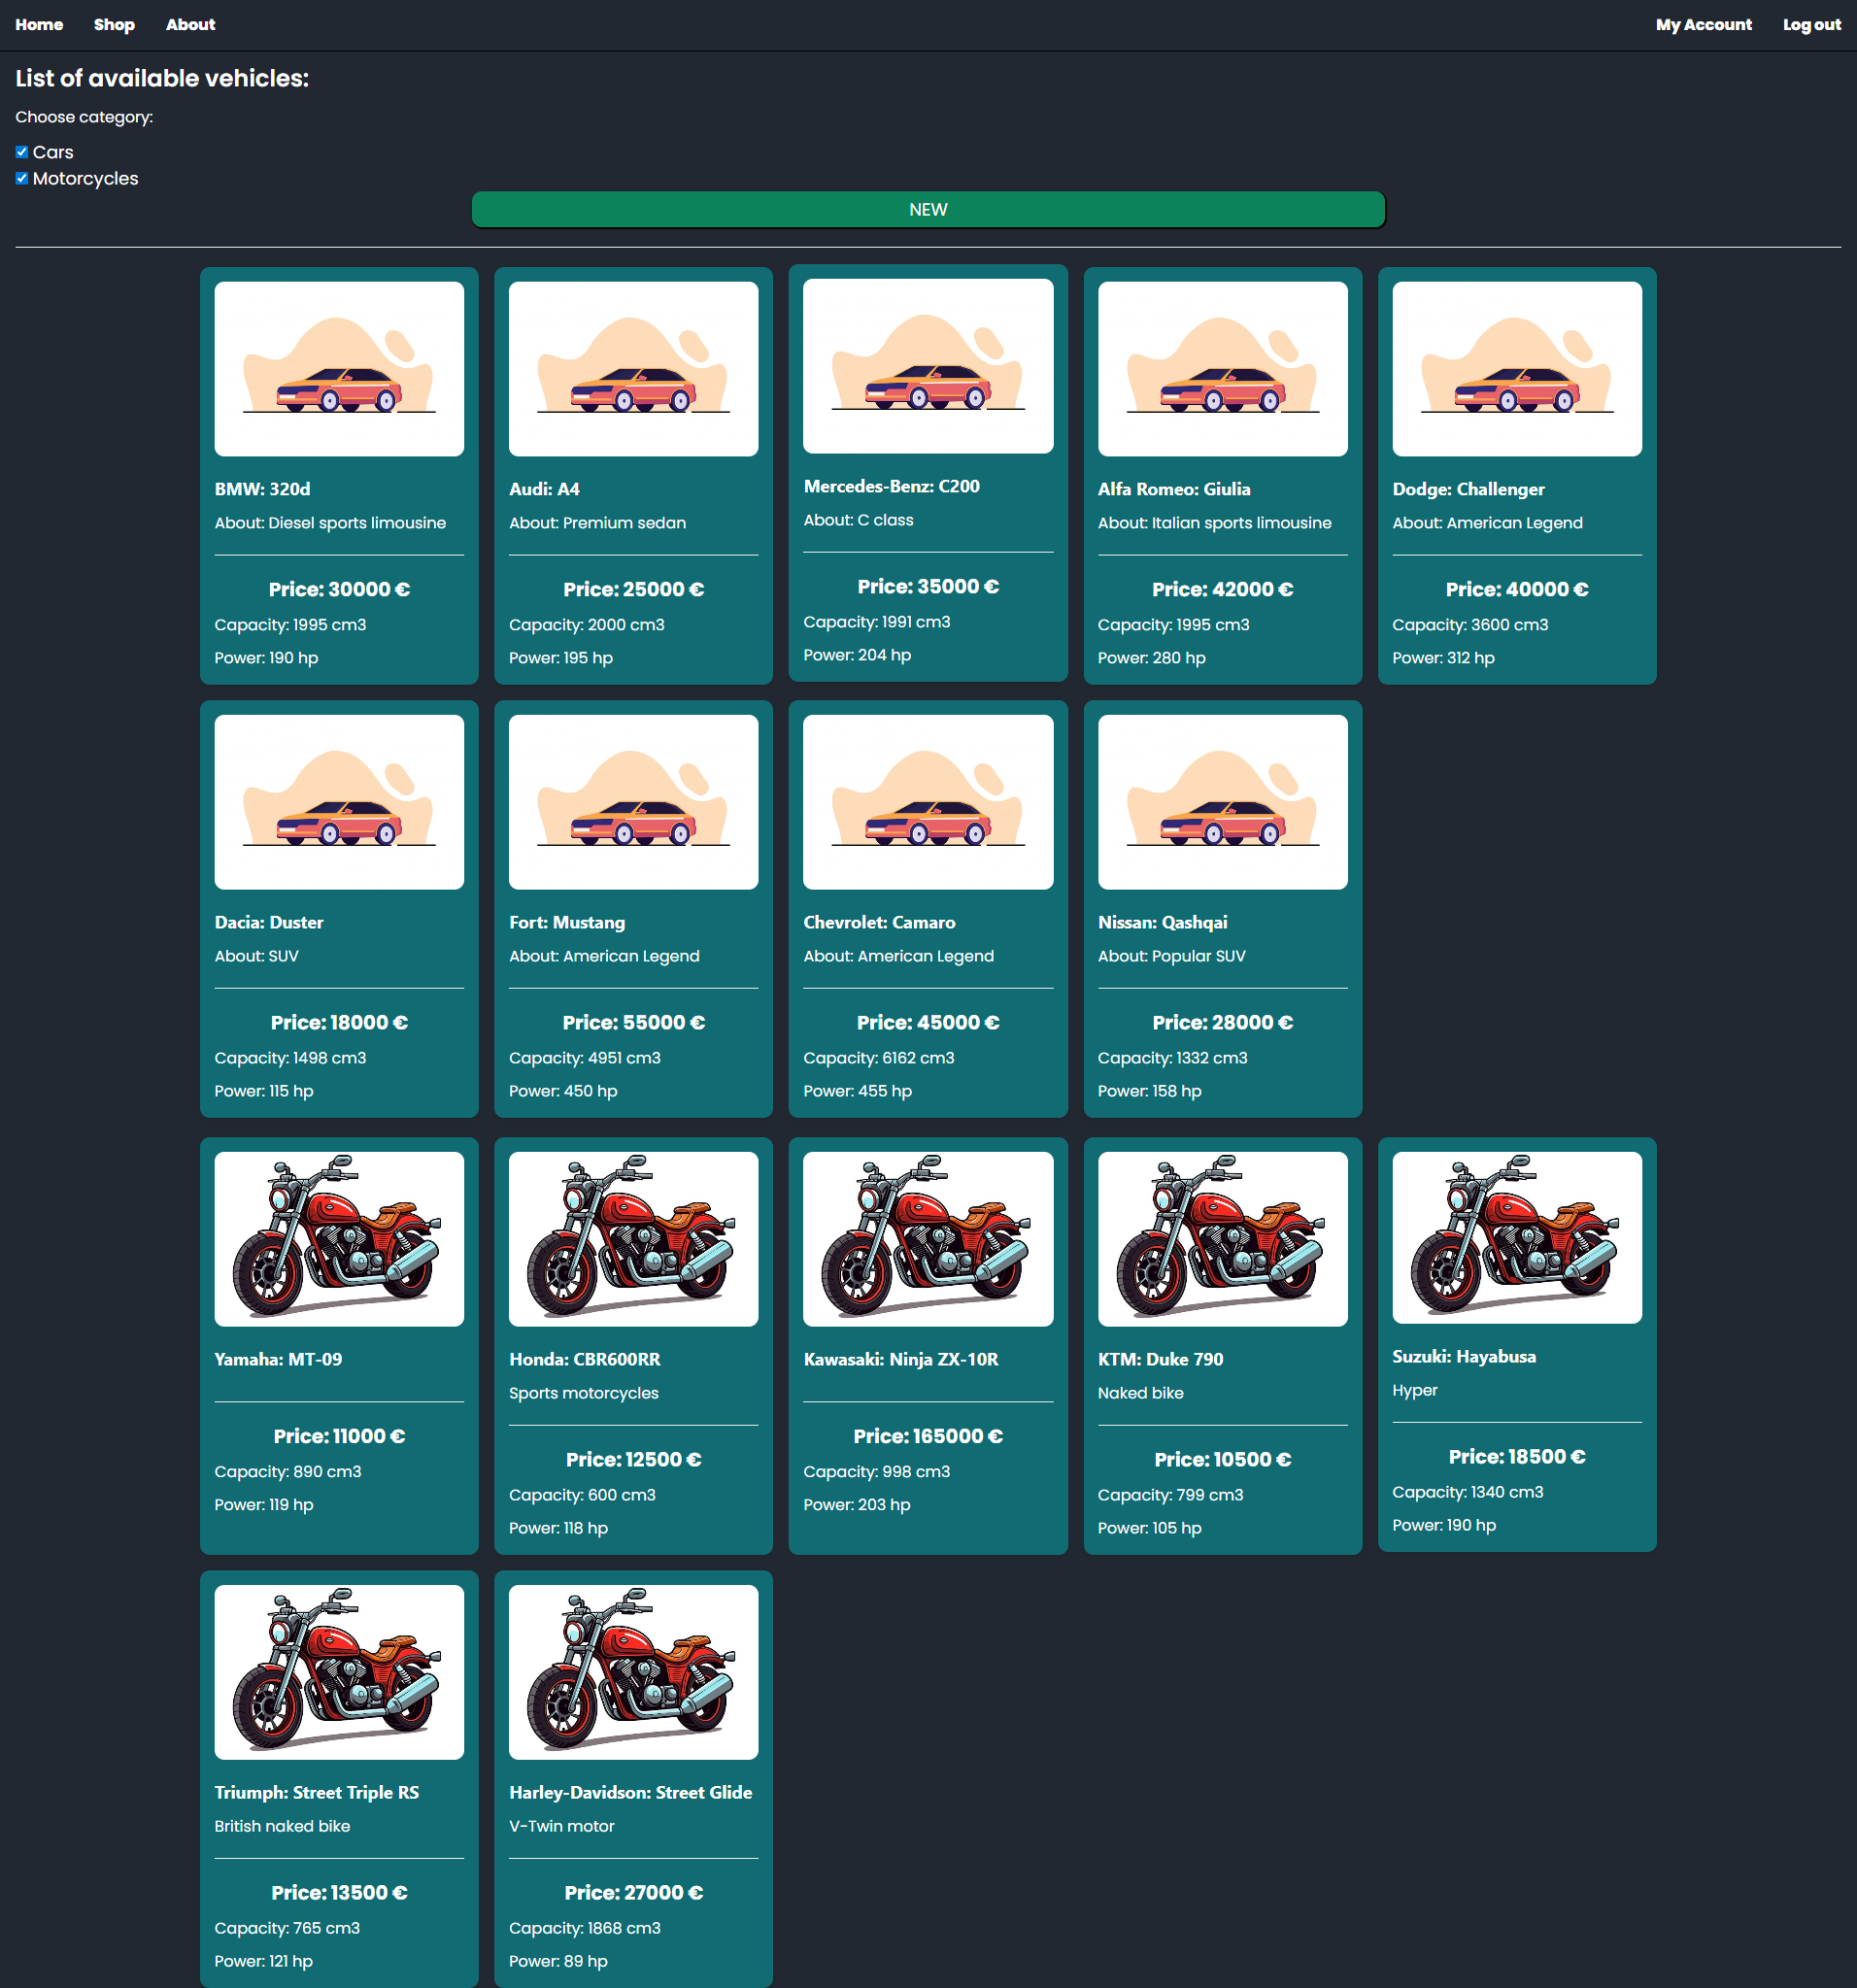 Home Shop About My Account Log out
List of available vehicles:
Choose category:
Cars
Motorcycles
NEW
BMW: 320d
About: Diesel sports limousine
Price: 30000 €
Capacity: 1995 cm3
Power: 190 hp
Audi: A4
About: Premium sedan
Price: 25000 €
Capacity: 2000 cm3
Power: 195 hp
Mercedes-Benz: C200
About: C class
Price: 35000 €
Capacity: 1991 cm3
Power: 204 hp
Alfa Romeo: Giulia
About: Italian sports limousine
Price: 42000 €
Capacity: 1995 cm3
Power: 280 hp
Dodge: Challenger
About: American Legend
Price: 40000 €
Capacity: 3600 cm3
Power: 312 hp
Dacia: Duster
About: SUV
Price: 18000 €
Capacity: 1498 cm3
Power: 115 hp
Fort: Mustang
About: American Legend
Price: 55000 €
Capacity: 4951 cm3
Power: 450 hp
Chevrolet: Camaro
About: American Legend
Price: 45000 €
Capacity: 6162 cm3
Power: 455 hp
Nissan: Qashqai
About: Popular SUV
Price: 28000 €
Capacity: 1332 cm3
Power: 158 hp
Yamaha: MT-09
Price: 11000 €
Capacity: 890 cm3
Power: 119 hp
Honda: CBR600RR
Sports motorcycles
Price: 12500 €
Capacity: 600 cm3
Power: 118 hp
Kawasaki: Ninja ZX-10R
Price: 165000 €
Capacity: 998 cm3
Power: 203 hp
KTM: Duke 790
Naked bike
Price: 10500 €
Capacity: 799 cm3
Power: 105 hp
Suzuki: Hayabusa
Hyper
Price: 18500 €
Capacity: 1340 cm3
Power: 190 hp
Triumph: Street Triple RS
British naked bike
Price: 13500 €
Capacity: 765 cm3
Power: 121 hp
Harley-Davidson: Street Glide
V-Twin motor
Price: 27000 €
Capacity: 1868 cm3
Power: 89 hp